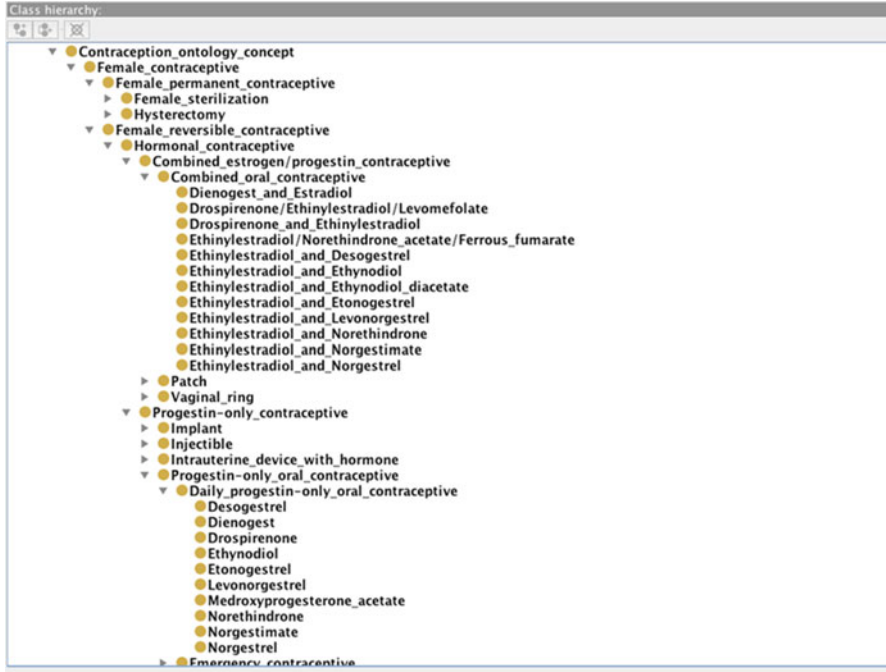 Class hierarchy:
Contraception_ontology_concept
Female_contraceptive
Female_permanent_contraceptive
Female_sterilization
Hysterectomy
Female_reversible_contraceptive
Hormonal_contraceptive
Combined_estrogen/progestin_contraceptive
Combined_oral_contraceptive
Dienogest_and_Estradiol
Drospirenone/Ethinylestradiol/Levomefolate
Drospirenone_and_Ethinylestradiol
Ethinylestradiol/Norethindrone_acetate/Ferrous_fumarate
Ethinylestradiol_and_Desogestrel
Ethinylestradiol_and_Ethynodiol
Ethinylestradiol_and_Ethynodiol_diacetate
Ethinylestradiol_and_Etonogestrel
Ethinylestradiol_and_Levonorgestrel
Ethinylestradiol_and_Norethindrone
Ethinylestradiol_and_Norgestimate
Ethinylestradiol_and_Norgestrel
Patch
Vaginal_ring
Progestin-only_contraceptive
Implant
Injectible
Intrauterine_device_with_hormone
Progestin-only_oral_contraceptive
Daily_progestin-only_oral_contraceptive
Desogestrel
Dienogest
Drospirenone
Ethynodiol
Etonogestrel
Levonorgestrel
Medroxyprogesterone_acetate
Norethindrone
Norgestimate
Norgestrel
Emergency_contraceptive